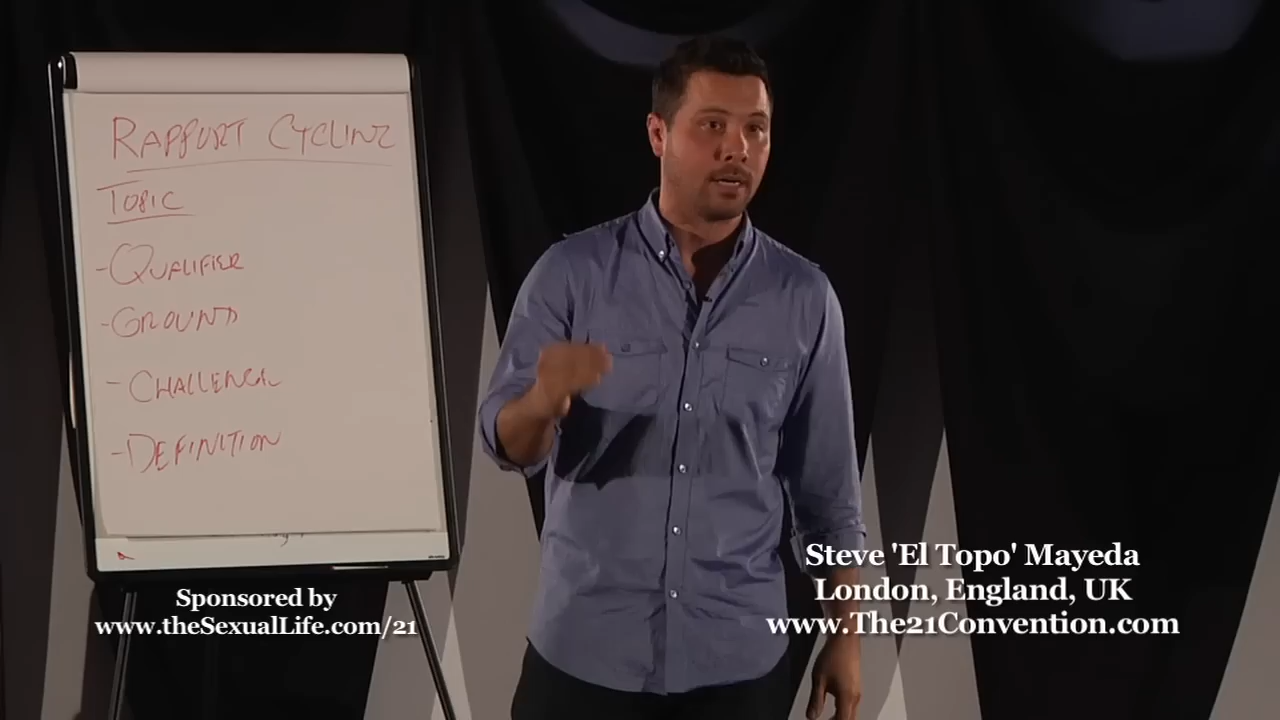 RAPPORT CYCLING
TOPIC
-QUALIFIER
-GROUND
-CHALLENGE
-DEFINITION
Sponsored by
www.theSexualLife.com/21
Steve 'El Topo' Mayeda
London, England, UK
www.The21Convention.com